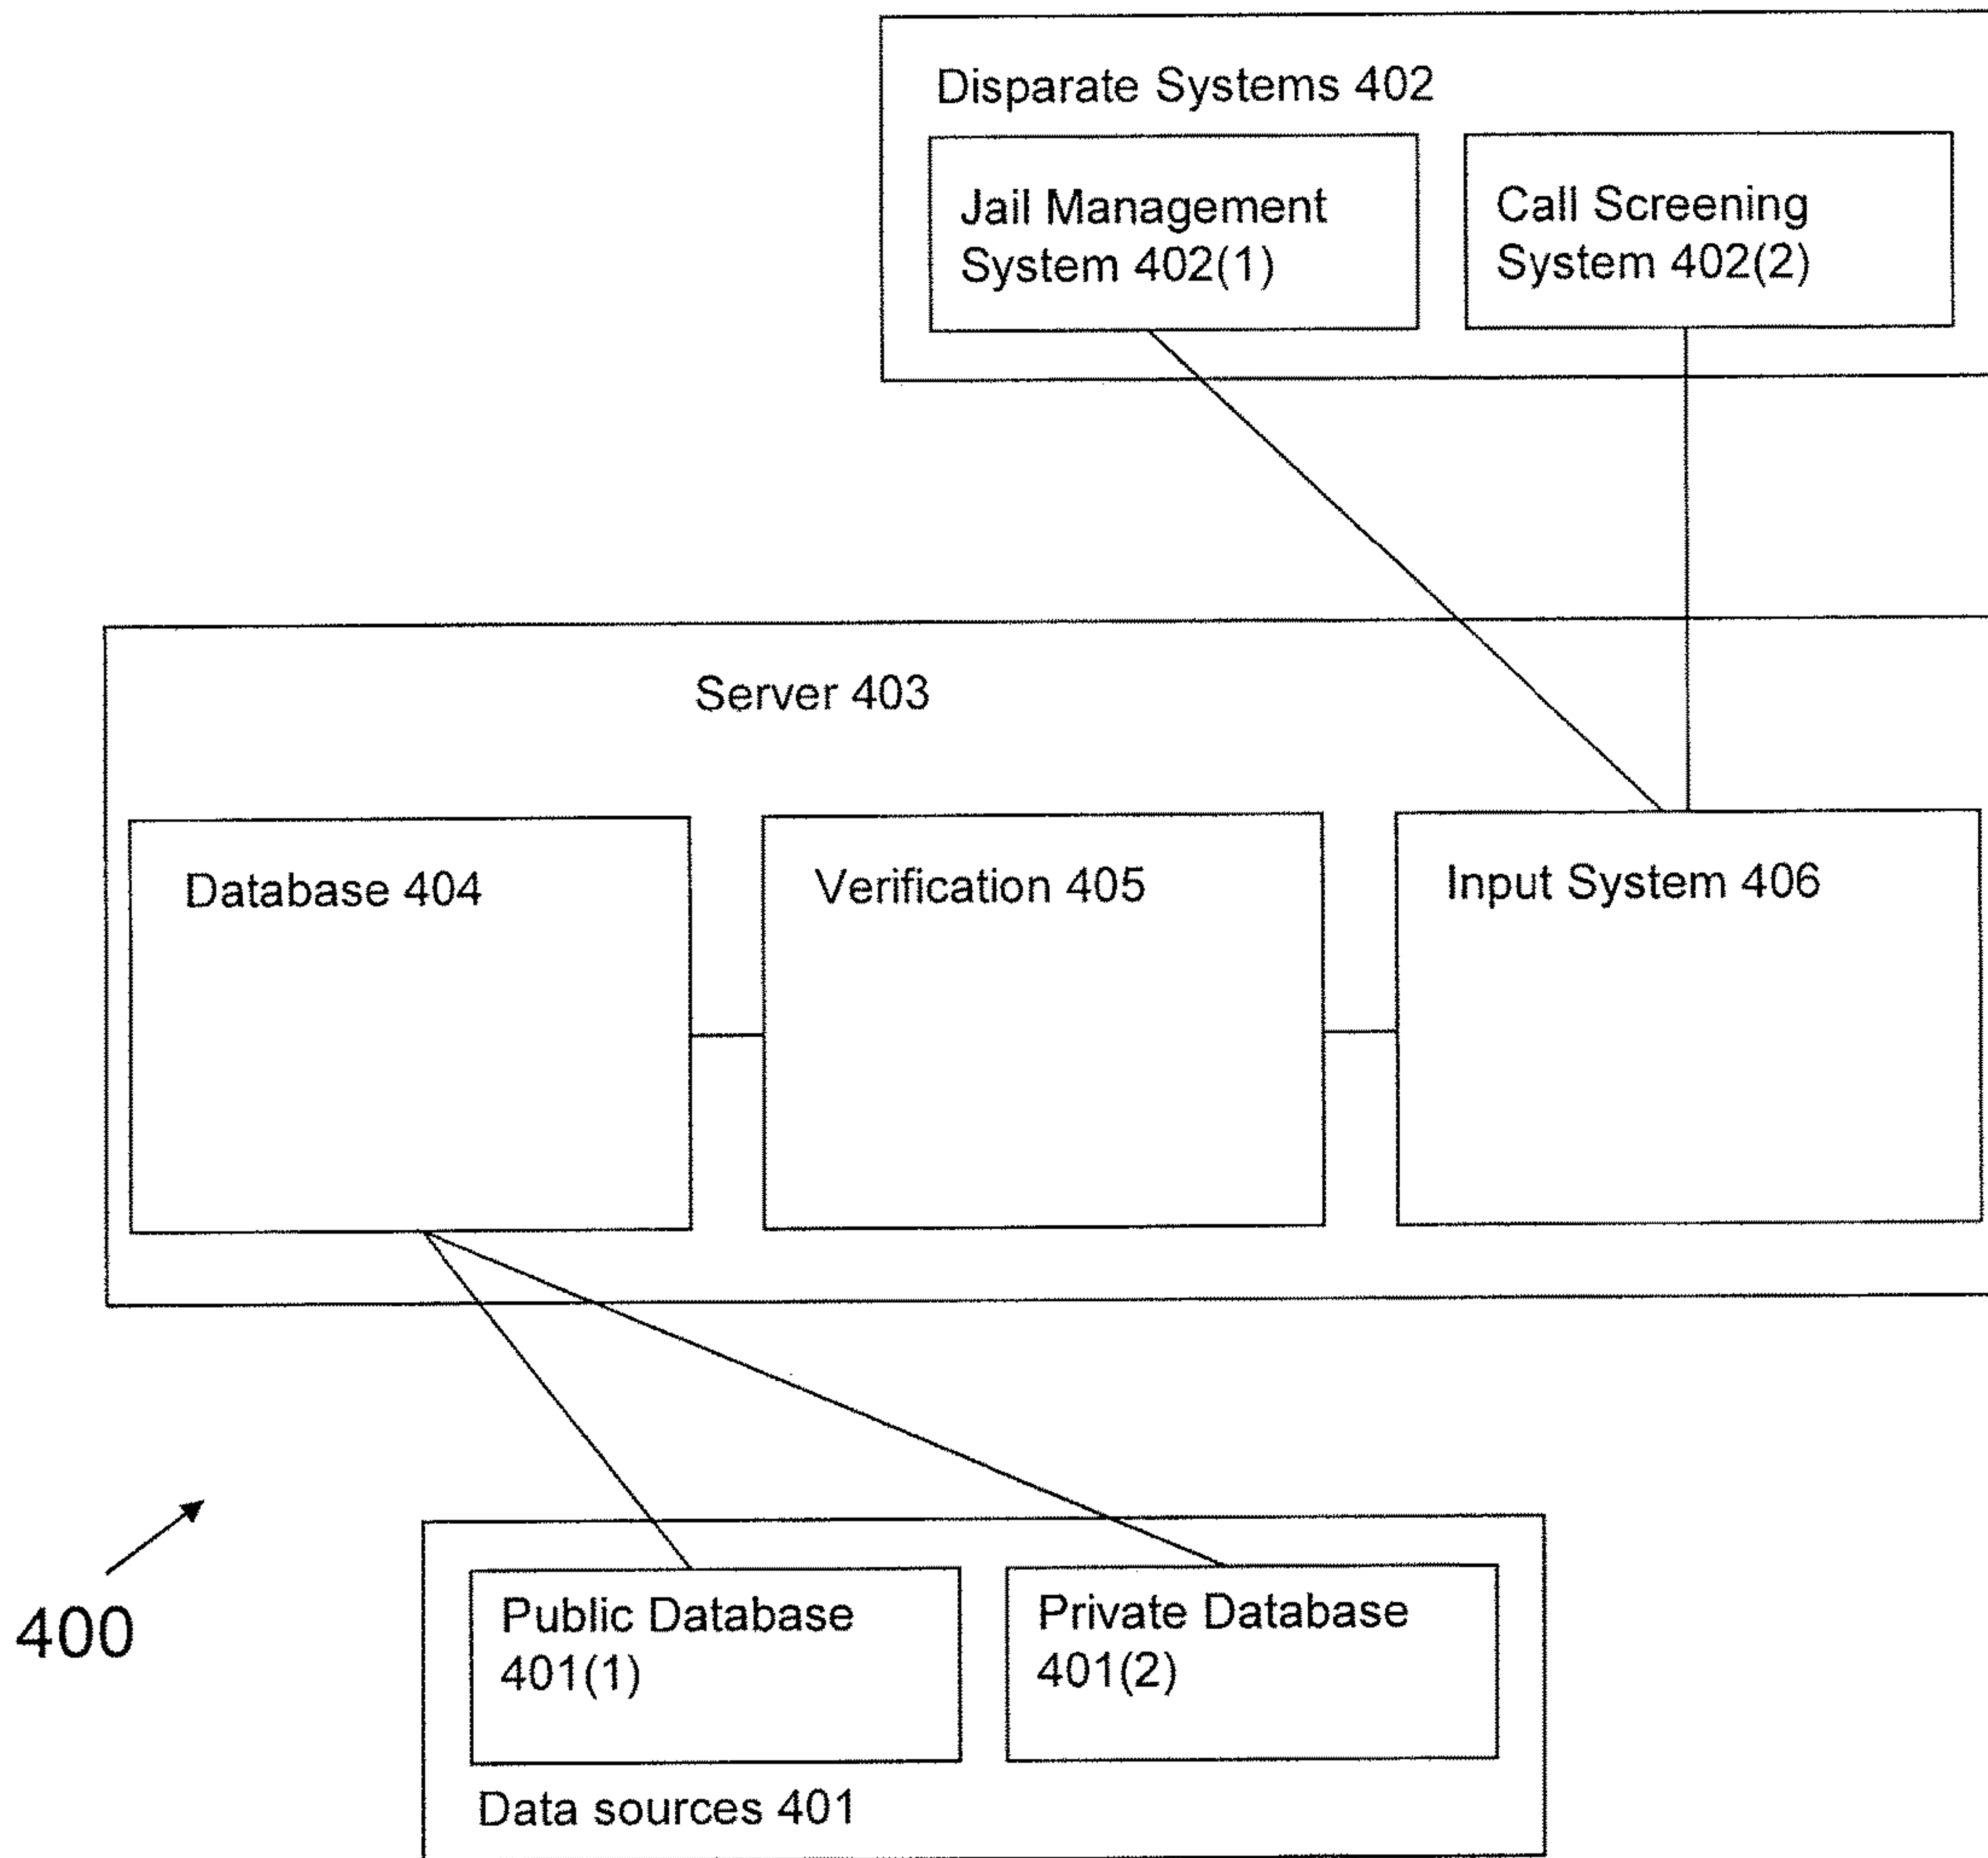 Disparate Systems 402
Jail Management
System 402(1)
Call Screening
System 402(2)
Server 403
Database 404
Verification 405
Input System 406
400
Public Database
401(1)
Private Database
401(2)
Data sources 401